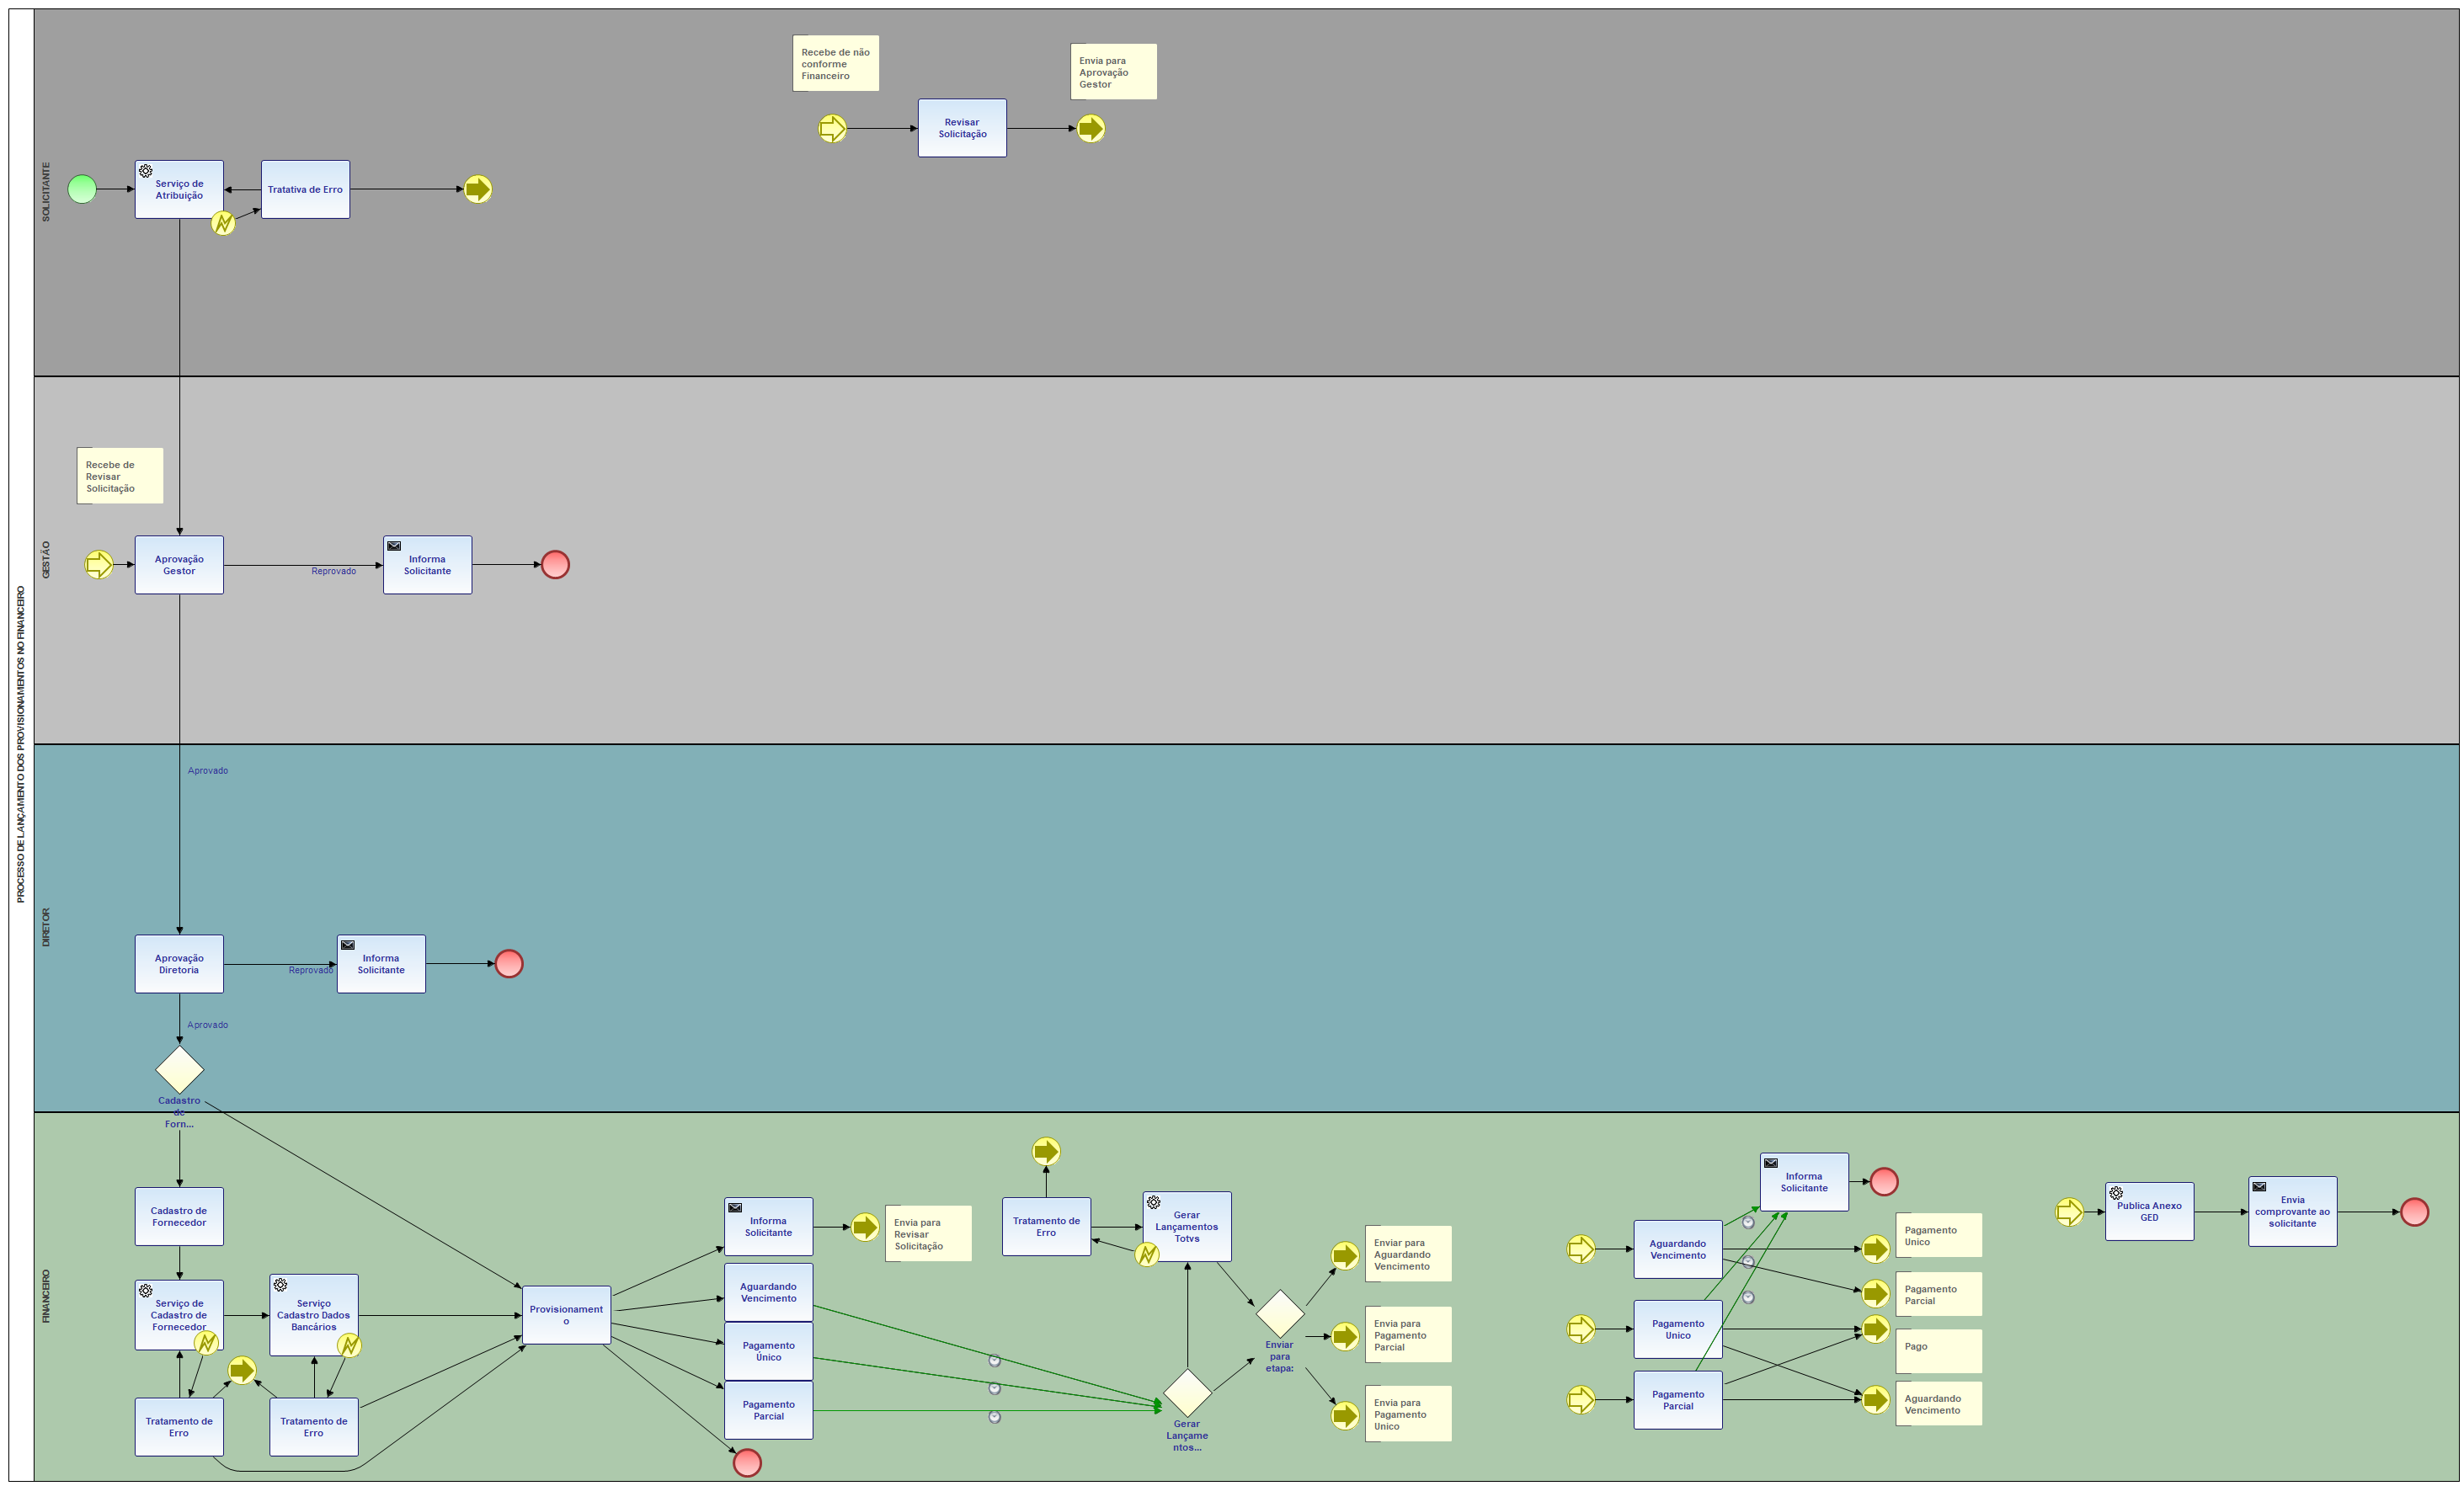 PROCESSO DE LANÇAMENTO DOS PROVISIONAMENTOS NO FINANCEIRO
SOLICITANTE
Recebe de não
conforme
Financeiro
Envia para
Aprovação
Gestor
Revisar
Solicitação
Serviço de
Atribuição
Tratativa de Erro
GESTÃO
Recebe de
Revisar
Solicitação
Aprovação
Gestor
Reprovado
Informa
Solicitante
DIRETOR
Aprovado
Aprovação
Diretoria
Reprovado
Informa
Solicitante
Aprovado
Cadastro
de
Forn...
FINANCEIRO
Cadastro de
Fornecedor
Serviço de
Cadastro de
Fornecedor
Serviço
Cadastro Dados
Bancários
Tratamento de
Erro
Tratamento de
Erro
Provisionament
o
Informa
Solicitante
Envia para
Revisar
Solicitação
Aguardando
Vencimento
Pagamento
Único
Pagamento
Parcial
Tratamento de
Erro
Gerar
Lançamentos
Totvs
Gerar
Lançame
ntos...
Enviar
para
etapa:
Enviar para
Aguardando
Vencimento
Envia para
Pagamento
Parcial
Envia para
Pagamento
Unico
Informa
Solicitante
Aguardando
Vencimento
Pagamento
Unico
Pagamento
Parcial
Pagamento
Unico
Pagamento
Parcial
Pago
Aguardando
Vencimento
Publica Anexo
GED
Envia
comprovante ao
solicitante